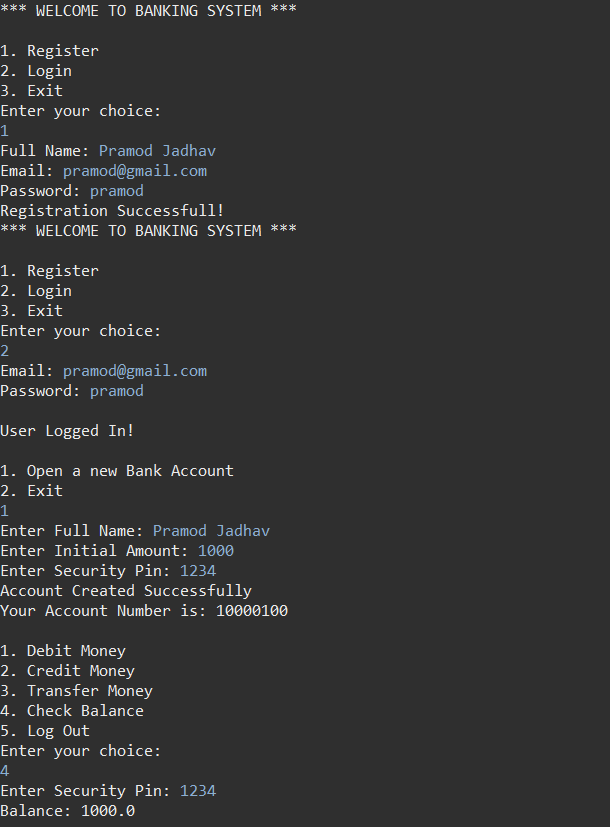 *** WELCOME TO BANKING SYSTEM ***
1. Register
2. Login
3. Exit
Enter your choice:
1
Full Name: Pramod Jadhav
Email: pramod@gmail.com
Password: pramod
Registration Successfull!
*** WELCOME TO BANKING SYSTEM ***
1. Register
2. Login
3. Exit
Enter your choice:
2
Email: pramod@gmail.com
Password: pramod
User Logged In!
1. Open a new Bank Account
2. Exit
1
Enter Full Name: Pramod Jadhav
Enter Initial Amount: 1000
Enter Security Pin: 1234
Account Created Successfully
Your Account Number is: 10000100
1. Debit Money
2. Credit Money
3. Transfer Money
4. Check Balance
5. Log Out
Enter your choice:
4
Enter Security Pin: 1234
Balance: 1000.0